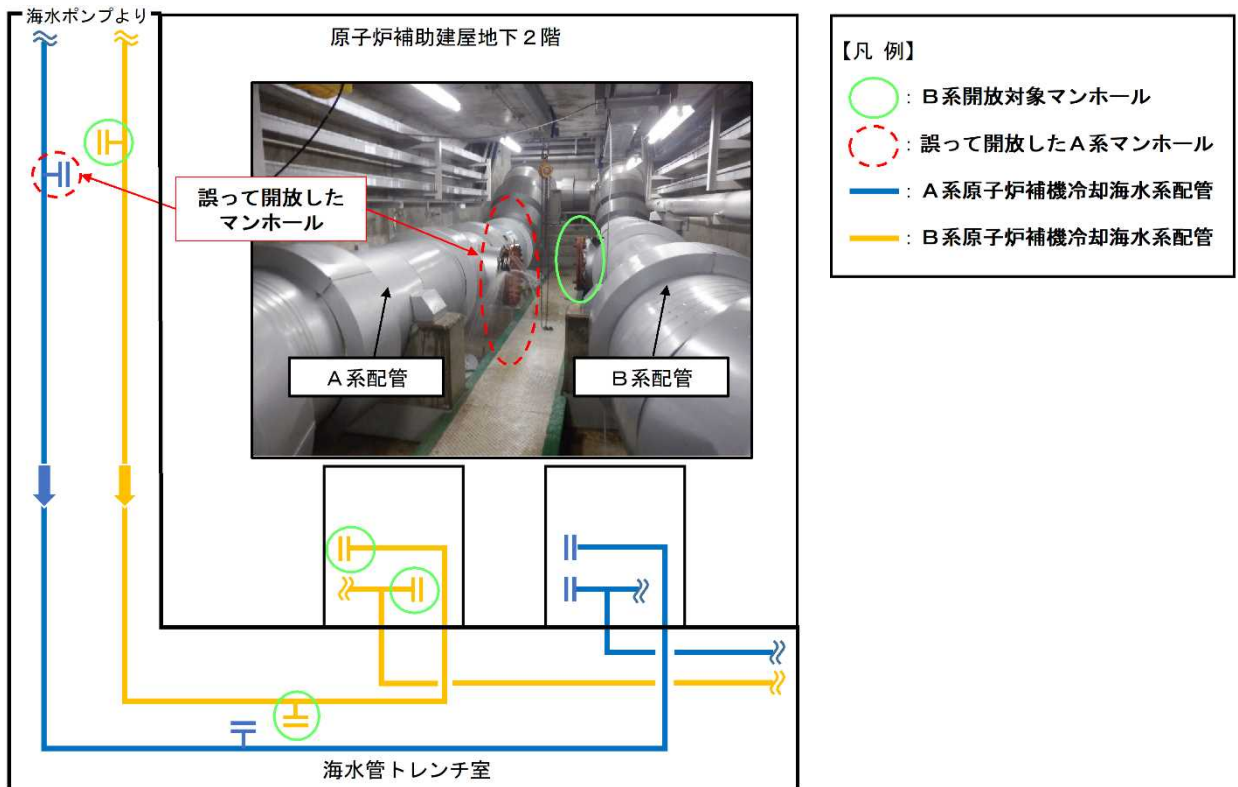 海水ポンプより
原子炉補助建屋地下２階
誤って開放した
マンホール
Ａ系配管
Ｂ系配管
海水管トレンチ室
【凡 例】
：Ｂ系開放対象マンホール
：誤って開放したＡ系マンホール
：Ａ系原子炉補機冷却海水系配管
：Ｂ系原子炉補機冷却海水系配管